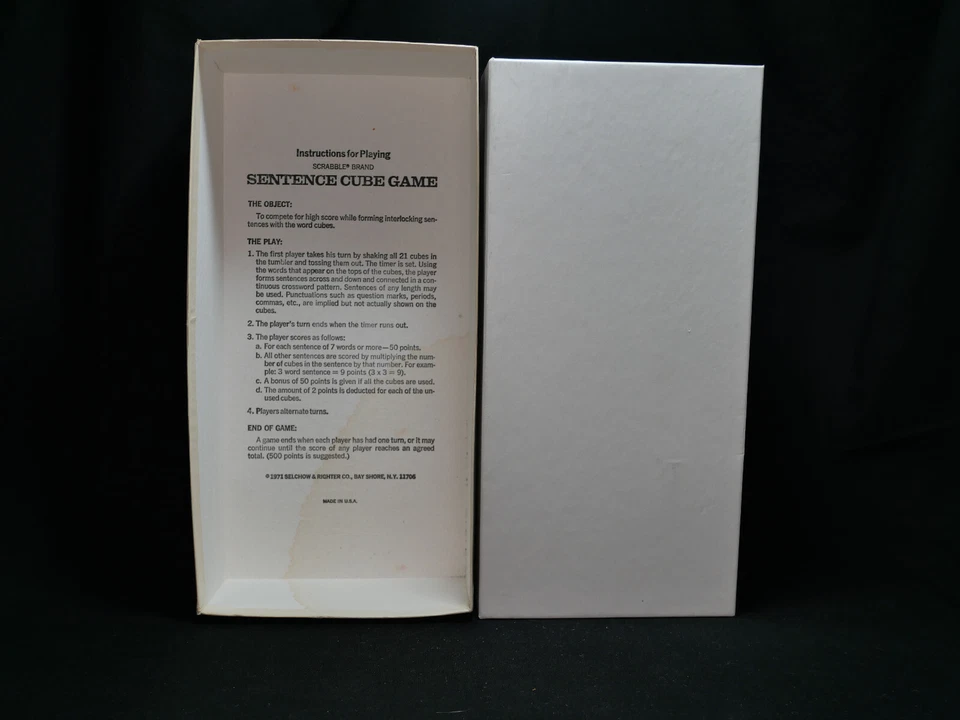 Instructions for Playing
SCRABBLE® BRAND
SENTENCE CUBE GAME
THE OBJECT:
To compete for high score while forming interlocking sen-
tences with the word cubes.
THE PLAY:
1. The first player takes his turn by shaking all 21 cubes in
the tumbler and tossing them out. The timer is set. Using
the words that appear on the tops of the cubes, the player
forms sentences across and down and connected in a con-
tinuous crossword pattern. Sentences of any length may
be used. Punctuations such as question marks, periods,
commas, etc., are implied but not actually shown on the
cubes.
2. The player's turn ends when the timer runs out.
3. The player scores as follows:
a. For each sentence of 7 words or more—50 points.
b. All other sentences are scored by multiplying the num-
ber of cubes in the sentence by that number. For exam-
ple: 3 word sentence = 9 points (3 x 3 = 9).
c. A bonus of 50 points is given if all the cubes are used.
d. The amount of 2 points is deducted for each of the un-
used cubes.
4. Players alternate turns.
END OF GAME:
A game ends when each player has had one turn, or it may
continue until the score of any player reaches an agreed
total. (500 points is suggested.)
©1971 SELCHOW & RIGHTER CO., BAY SHORE, N.Y. 11706
MADE IN U.S.A.